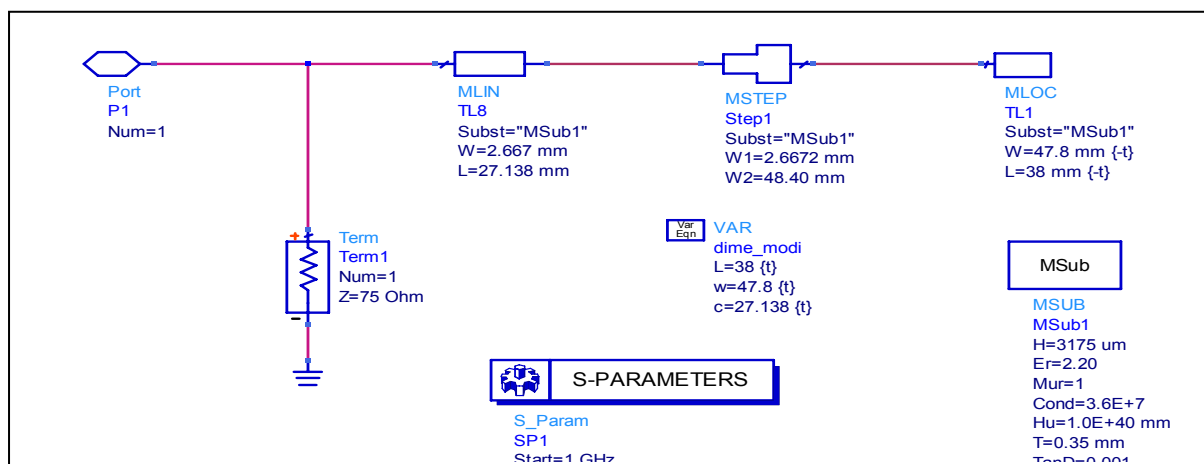 Port
P1
Num=1
MLIN
TL8
Subst="MSub1"
W=2.667 mm
L=27.138 mm
MSTEP
Step1
Subst="MSub1"
W1=2.6672 mm
W2=48.40 mm
MLOC
TL1
Subst="MSub1"
W=47.8 mm {-t}
L=38 mm {-t}
+
Term
Term1
Num=1
Z=75 Ohm
-
Var
Eqn
VAR
dime_modi
L=38 {t}
w=47.8 {t}
c=27.138 {t}
MSub
MSUB
MSub1
H=3175 um
Er=2.20
Mur=1
Cond=3.6E+7
Hu=1.0E+40 mm
T=0.35 mm
TanD=0.001
S-PARAMETERS
S_Param
SP1
Start=1 GHz